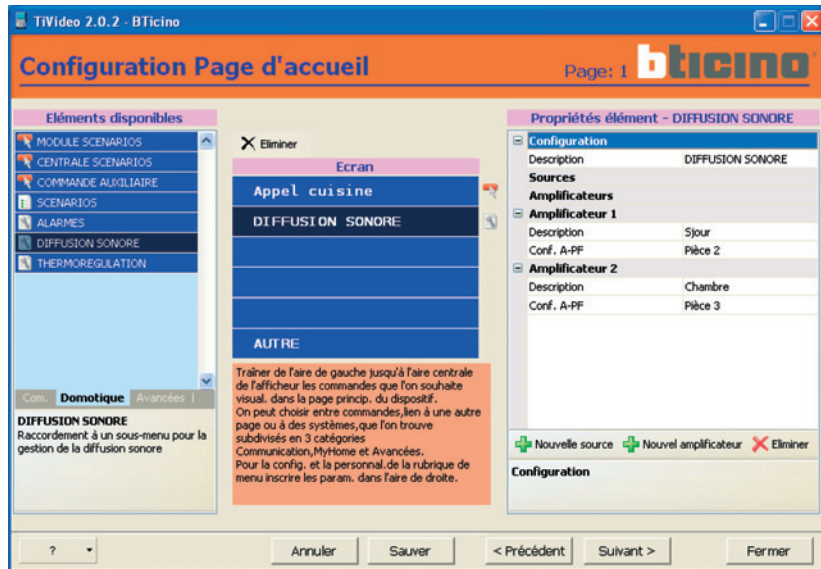 TiVideo 2.0.2 - BTicino
Configuration Page d'accueil
Page: 1
bticino
Eléments disponibles
MODULE SCENARIOS
CENTRALE SCENARIOS
COMMANDE AUXILIAIRE
SCENARIOS
ALARMES
DIFFUSION SONORE
THERMOREGULATION
Com. Domotique Avancées
DIFFUSION SONORE
Raccordement à un sous-menu pour la
gestion de la diffusion sonore
Eliminer
Ecran
Appel cuisine
DIFFUSION SONORE
AUTRE
Traîner de l'aire de gauche jusqu'à l'aire centrale
de l'afficheur les commandes que l'on souhaite
visual. dans la page princip. du dispositif.
On peut choisir entre commandes,lien à une autre
page ou à des systèmes,que l'on trouve
subdivisés en 3 catégories
Communication,MyHome et Avancées.
Pour la config. et la personnal.de la rubrique de
menu inscrire les param. dans l'aire de droite.
Propriétés élément - DIFFUSION SONORE
Configuration
Description DIFFUSION SONORE
Sources
Amplificateurs
Amplificateur 1
Description Sjour
Conf. A-PF Pièce 2
Amplificateur 2
Description Chambre
Conf. A-PF Pièce 3
Nouvelle source Nouvel amplificateur Eliminer
Configuration
? Annuler Sauver < Précédent Suivant > Fermer